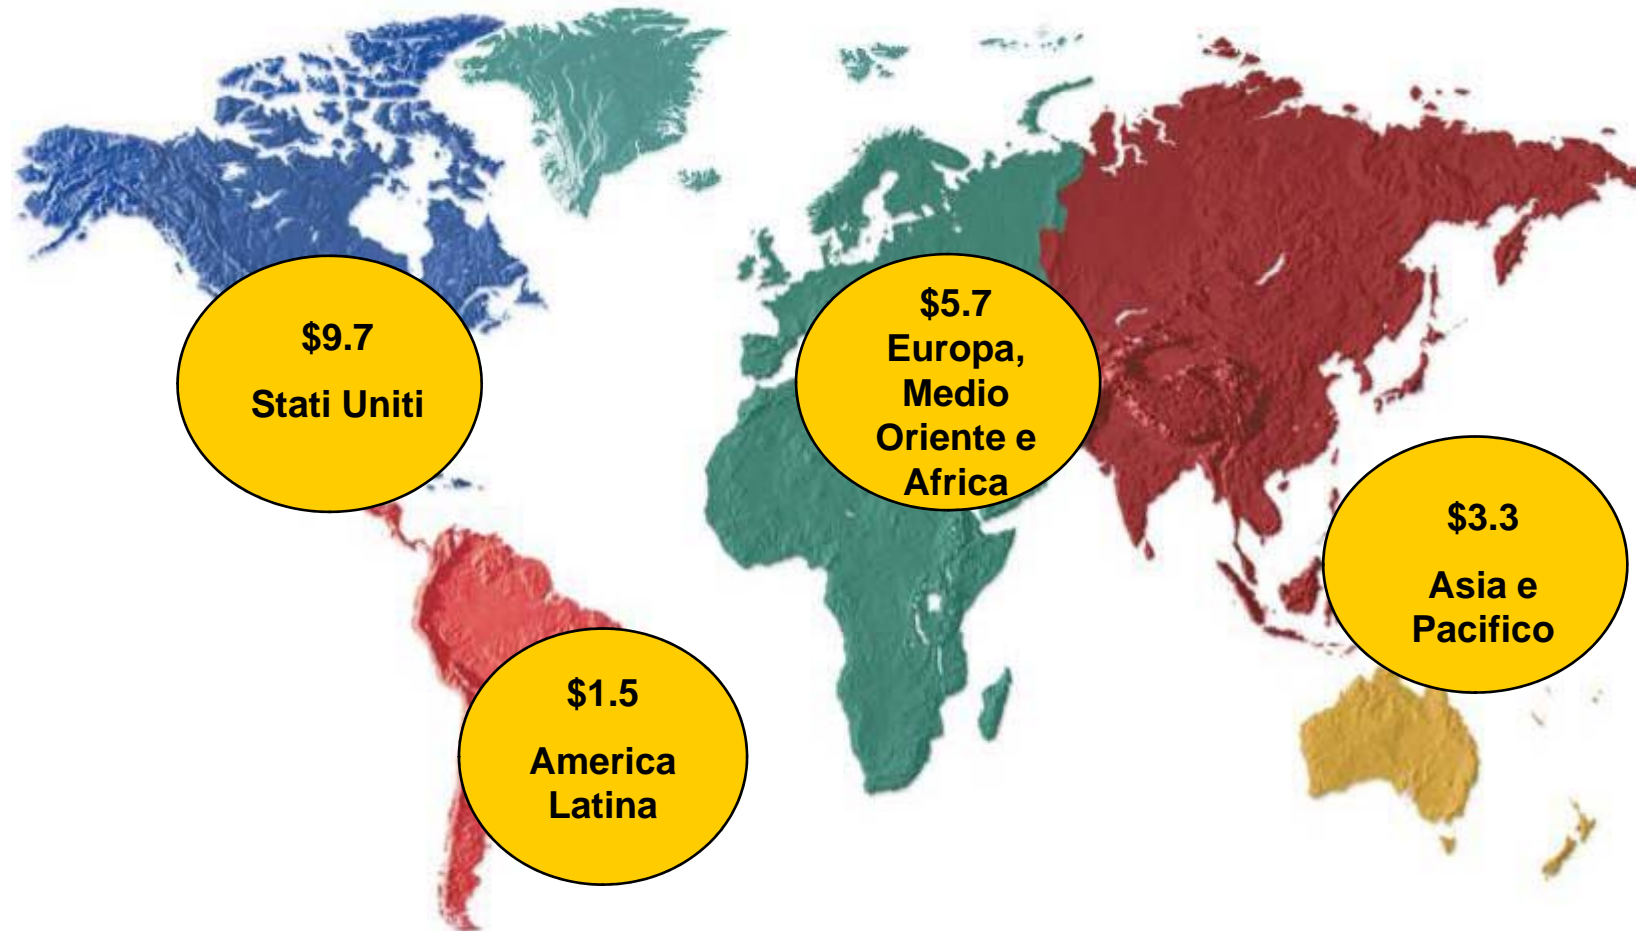 $9.7
Stati Uniti
$5.7
Europa,
Medio
Oriente e
Africa
$3.3
Asia e
Pacifico
$1.5
America
Latina